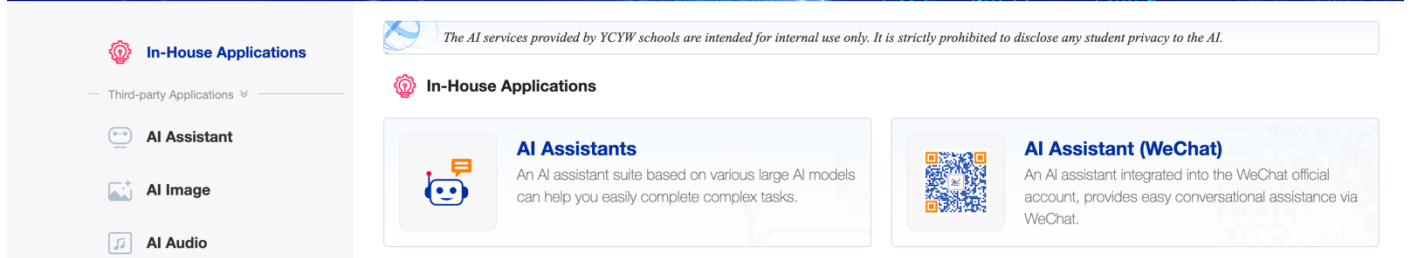 In-House Applications
Third-party Applications
AI Assistant
AI Image
AI Audio
The AI services provided by YCYW schools are intended for internal use only. It is strictly prohibited to disclose any student privacy to the AI.
In-House Applications
AI Assistants
An AI assistant suite based on various large AI models
can help you easily complete complex tasks.
AI Assistant (WeChat)
An AI assistant integrated into the WeChat official
account, provides easy conversational assistance via
WeChat.